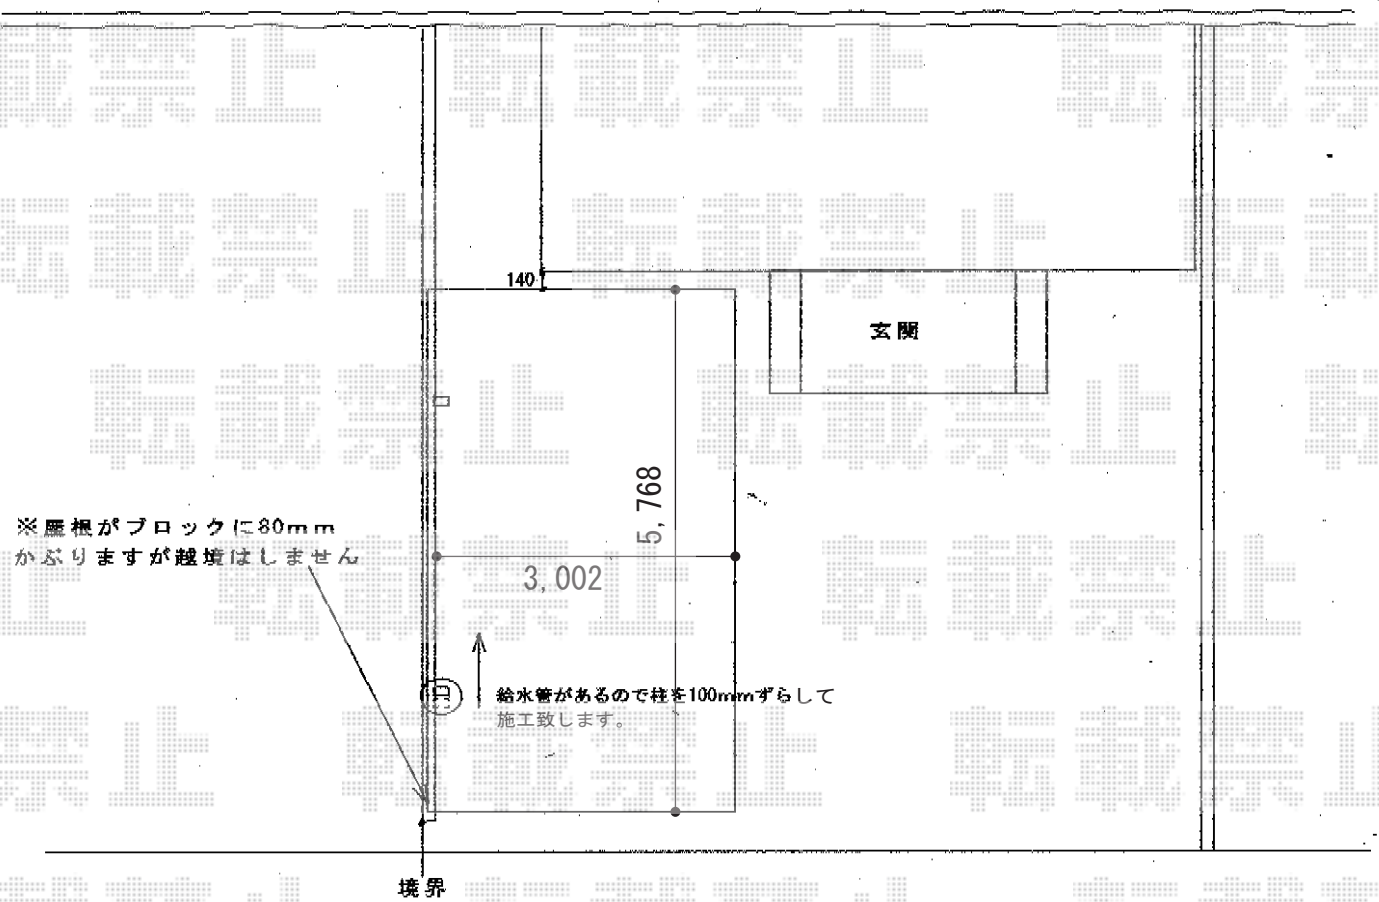 140
玄関
5,768
※屋根がブロックに80mm
かぶりますが越境はしません
3,002
給水管があるので柱を100mmずらして
施工致します。
境界
転載禁止